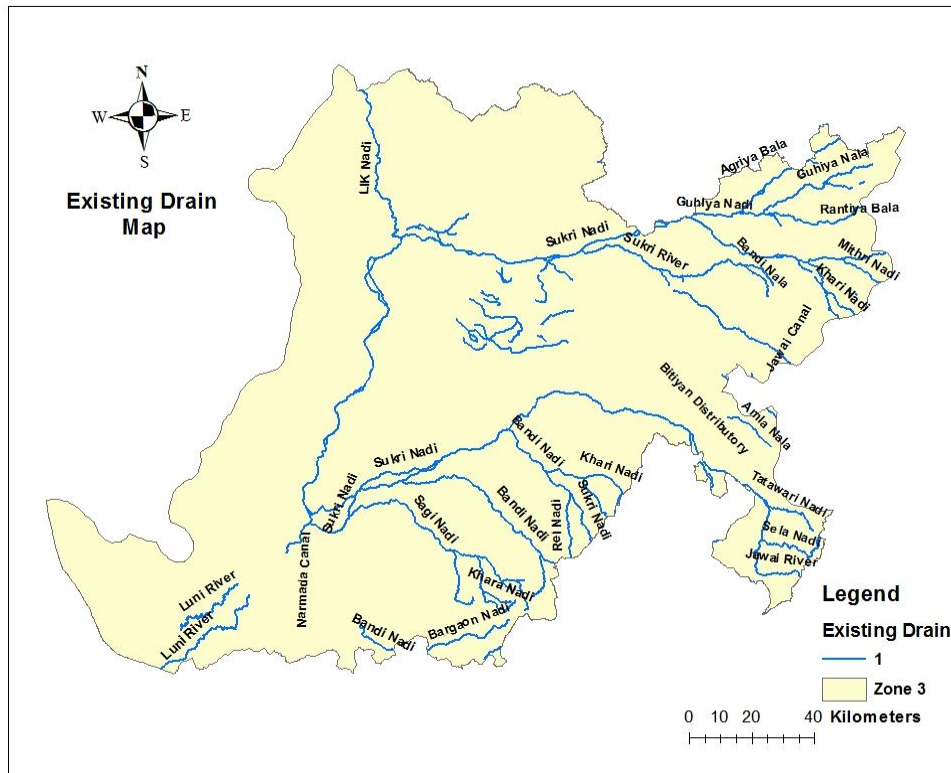 N
W E
S
Existing Drain
Map
LIK Nadi
Agriya Bala
Guhiya Nala
Guhiya Nadi
Rantiya Bala
Sukri Nadi
Sukri River
Bandi Nala
Mithri Nadi
Khari Nadi
Jawai Canal
Bitiyan Distributory
Amla Nala
Bandi Nadi
Sukri Nadi
Khari Nadi
Sukri Nadi
Sukri Nadi
Bandi Nadi
Rel Nadi
Sagi Nadi
Tatawari Nadi
Sela Nadi
Jawai River
Narmada Canal
Khara Nadi
Luni River
Luni River
Bandi Nadi
Bargaon Nadi
Legend
Existing Drain
1
Zone 3
0 10 20 40
Kilometers